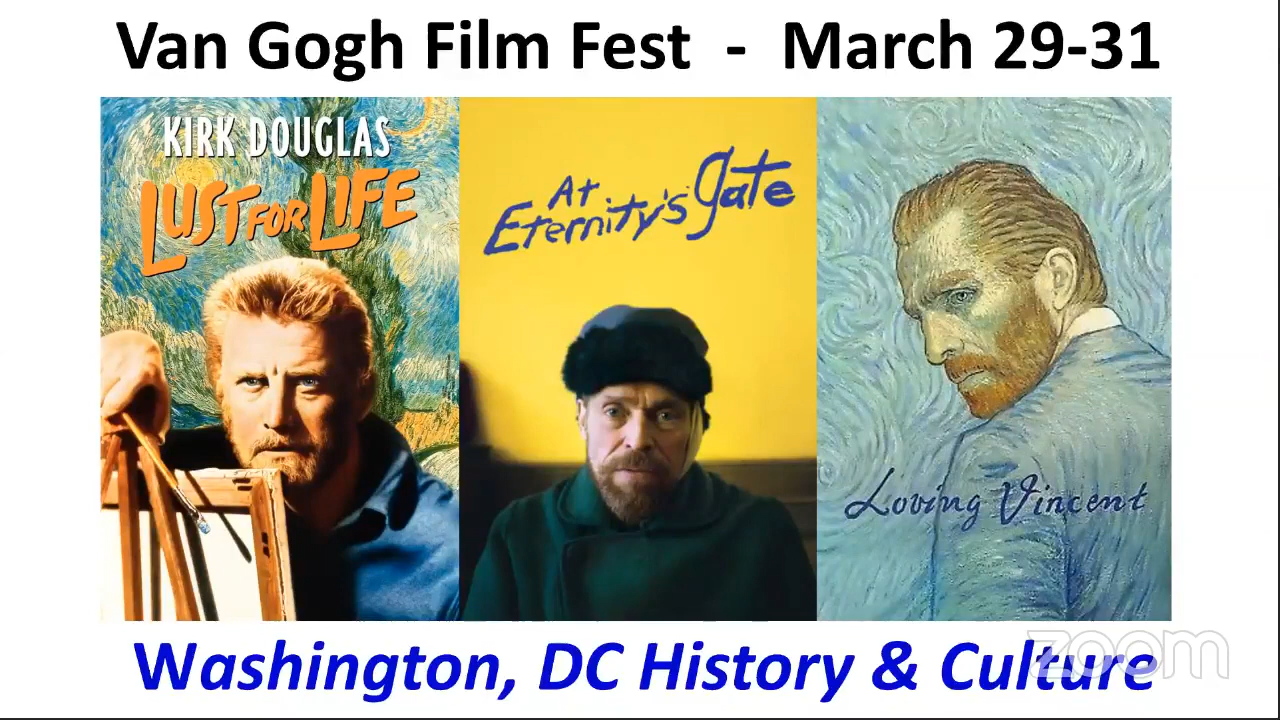 Van Gogh Film Fest - March 29-31
KIRK DOUGLAS
LUST FOR LIFE
At
Eternity's gate
Loving Vincent
Washington, DC History & Culture
zoom